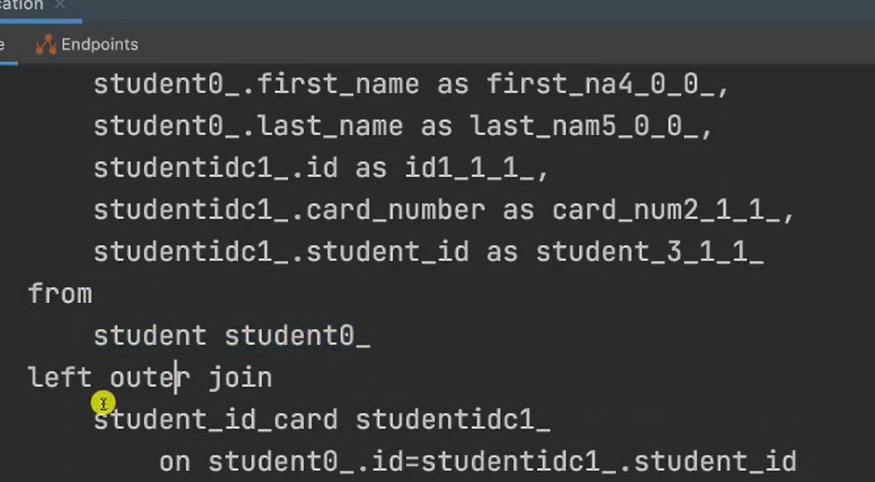 cation
Endpoints
student0_.first_name as first_na4_0_0_,
student0_.last_name as last_nam5_0_0_,
studentidc1_.id as id1_1_1_,
studentidc1_.card_number as card_num2_1_1_,
studentidc1_.student_id as student_3_1_1_
from
student student0_
left outer join
student_id_card studentidc1_
on student0_.id=studentidc1_.student_id